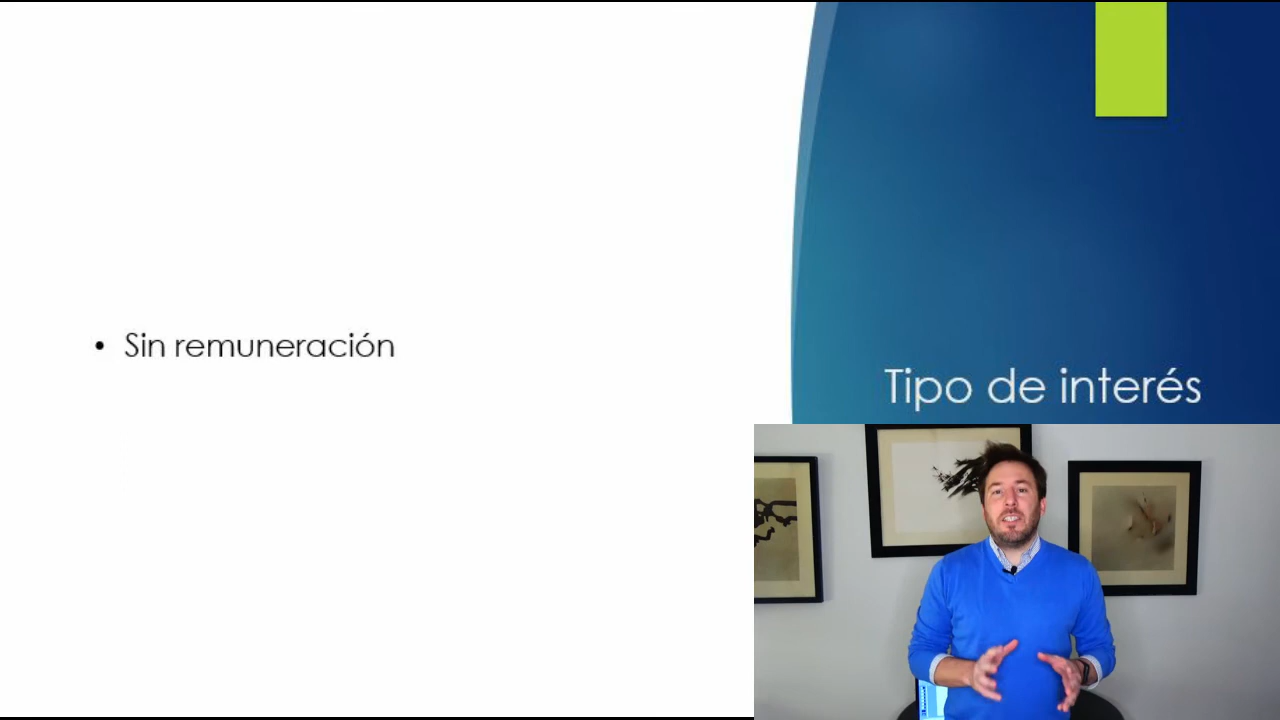 • Sin remuneración
Tipo de interés